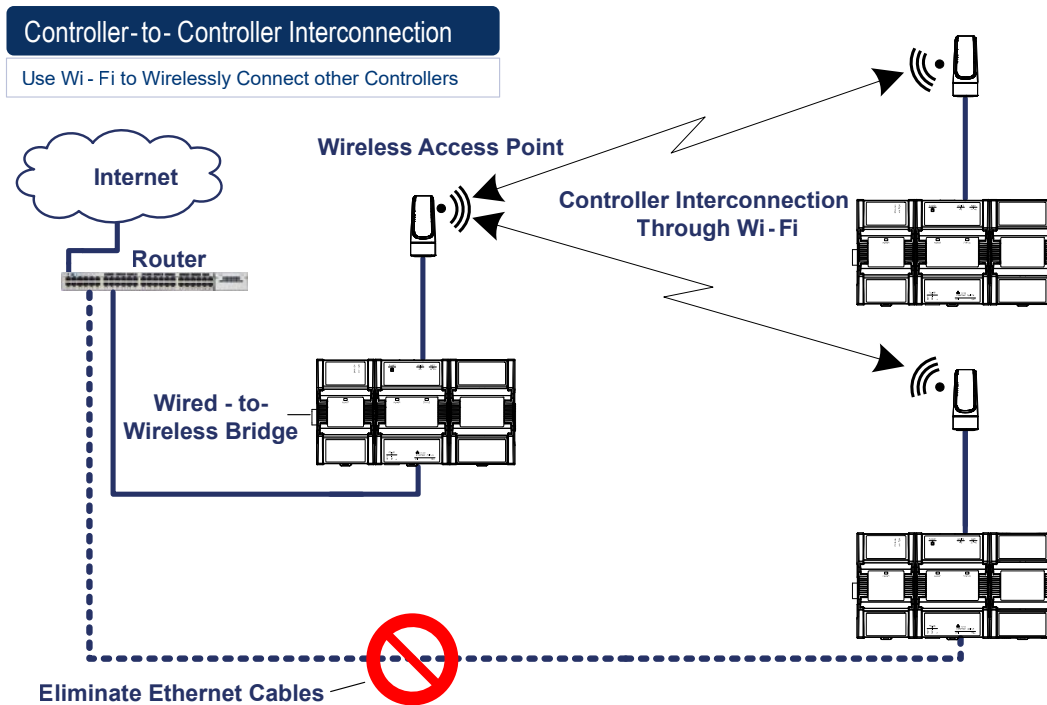 Controller-to- Controller Interconnection
Use Wi-Fi to Wirelessly Connect other Controllers
Internet
Router
Wireless Access Point
Controller Interconnection
Through Wi-Fi
Wired - to-
Wireless Bridge
Eliminate Ethernet Cables